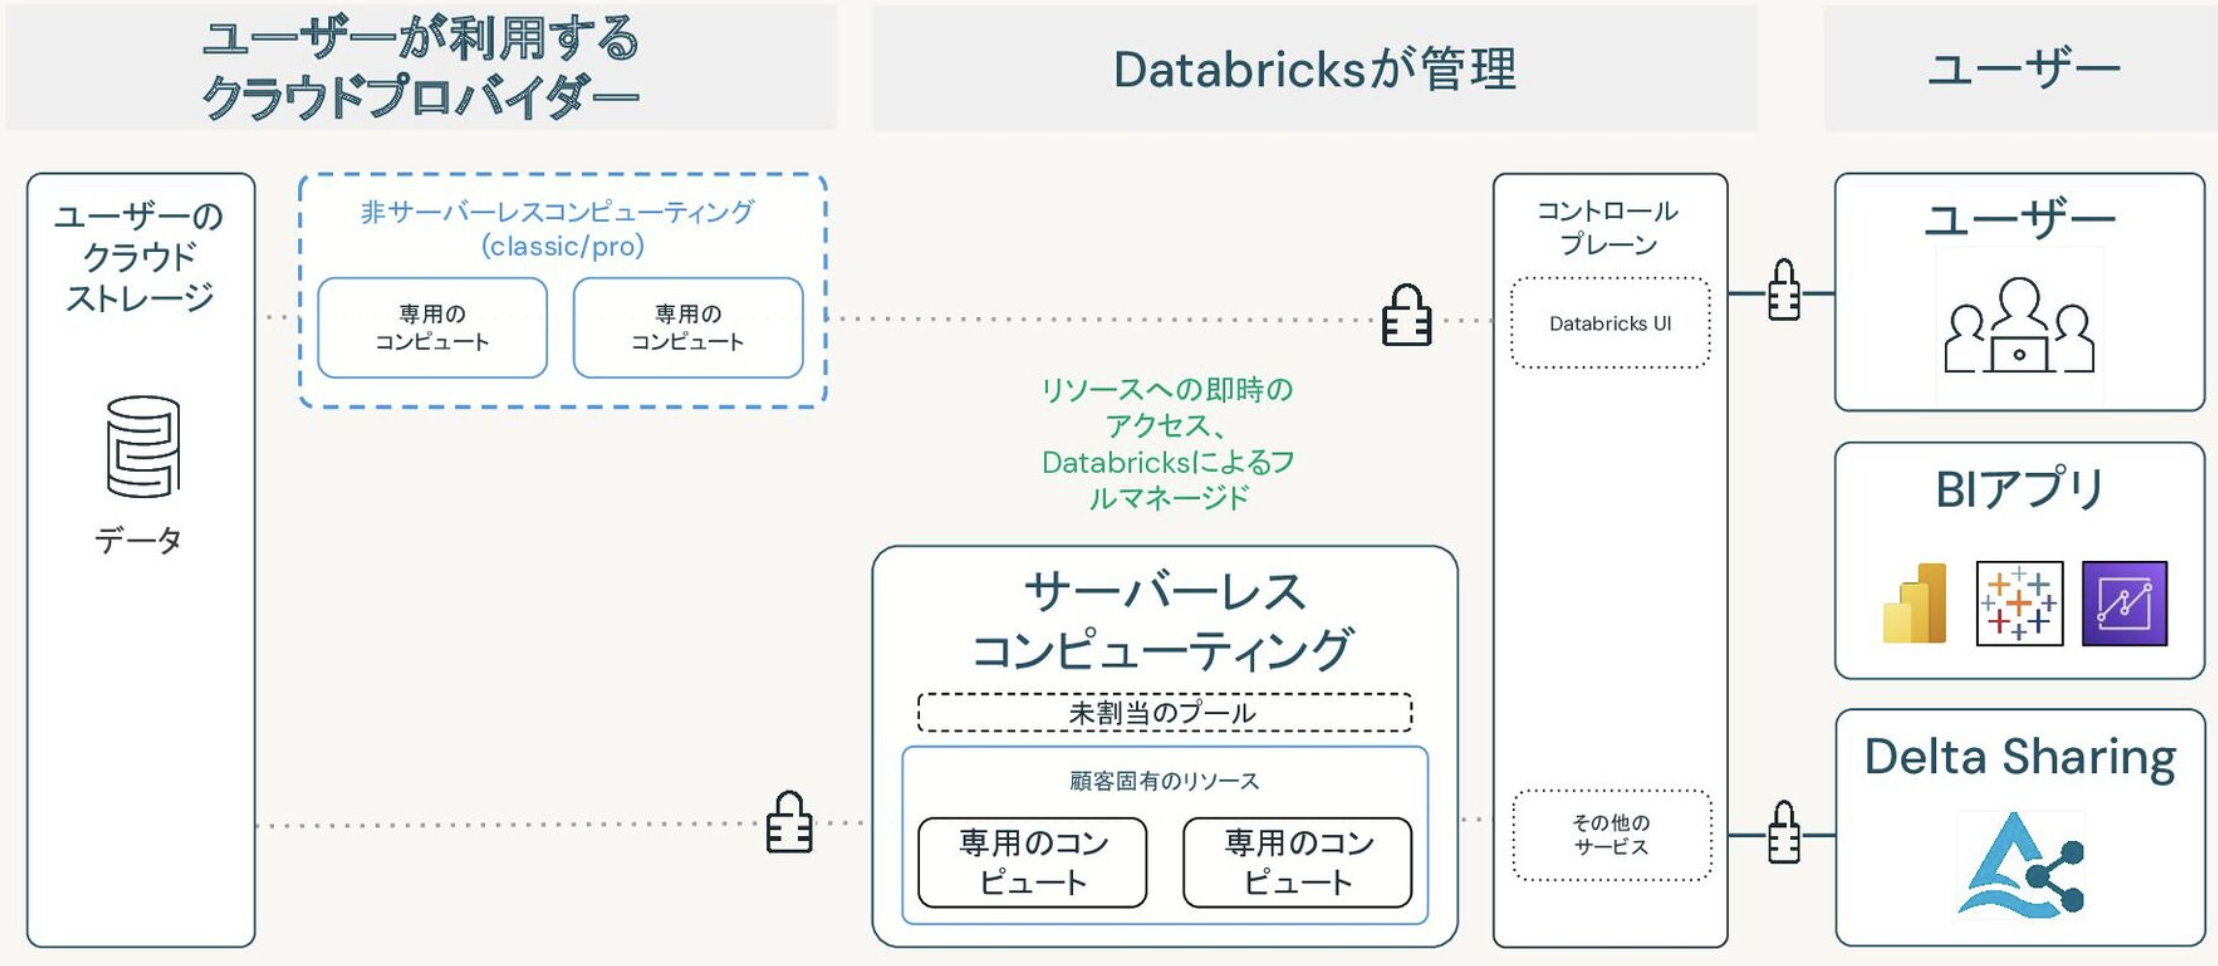 ユーザーが利用する
クラウドプロバイダー
Databricksが管理
ユーザー
ユーザーの
クラウド
ストレージ
データ
非サーバーレスコンピューティング
(classic/pro)
専用の
コンピュート
専用の
コンピュート
リソースへの即時の
アクセス、
Databricksによるフ
ルマネージド
サーバーレス
コンピューティング
未割当のプール
顧客固有のリソース
専用のコン
ピュート
専用のコン
ピュート
コントロール
プレーン
Databricks UI
その他の
サービス
ユーザー
BIアプリ
Delta Sharing